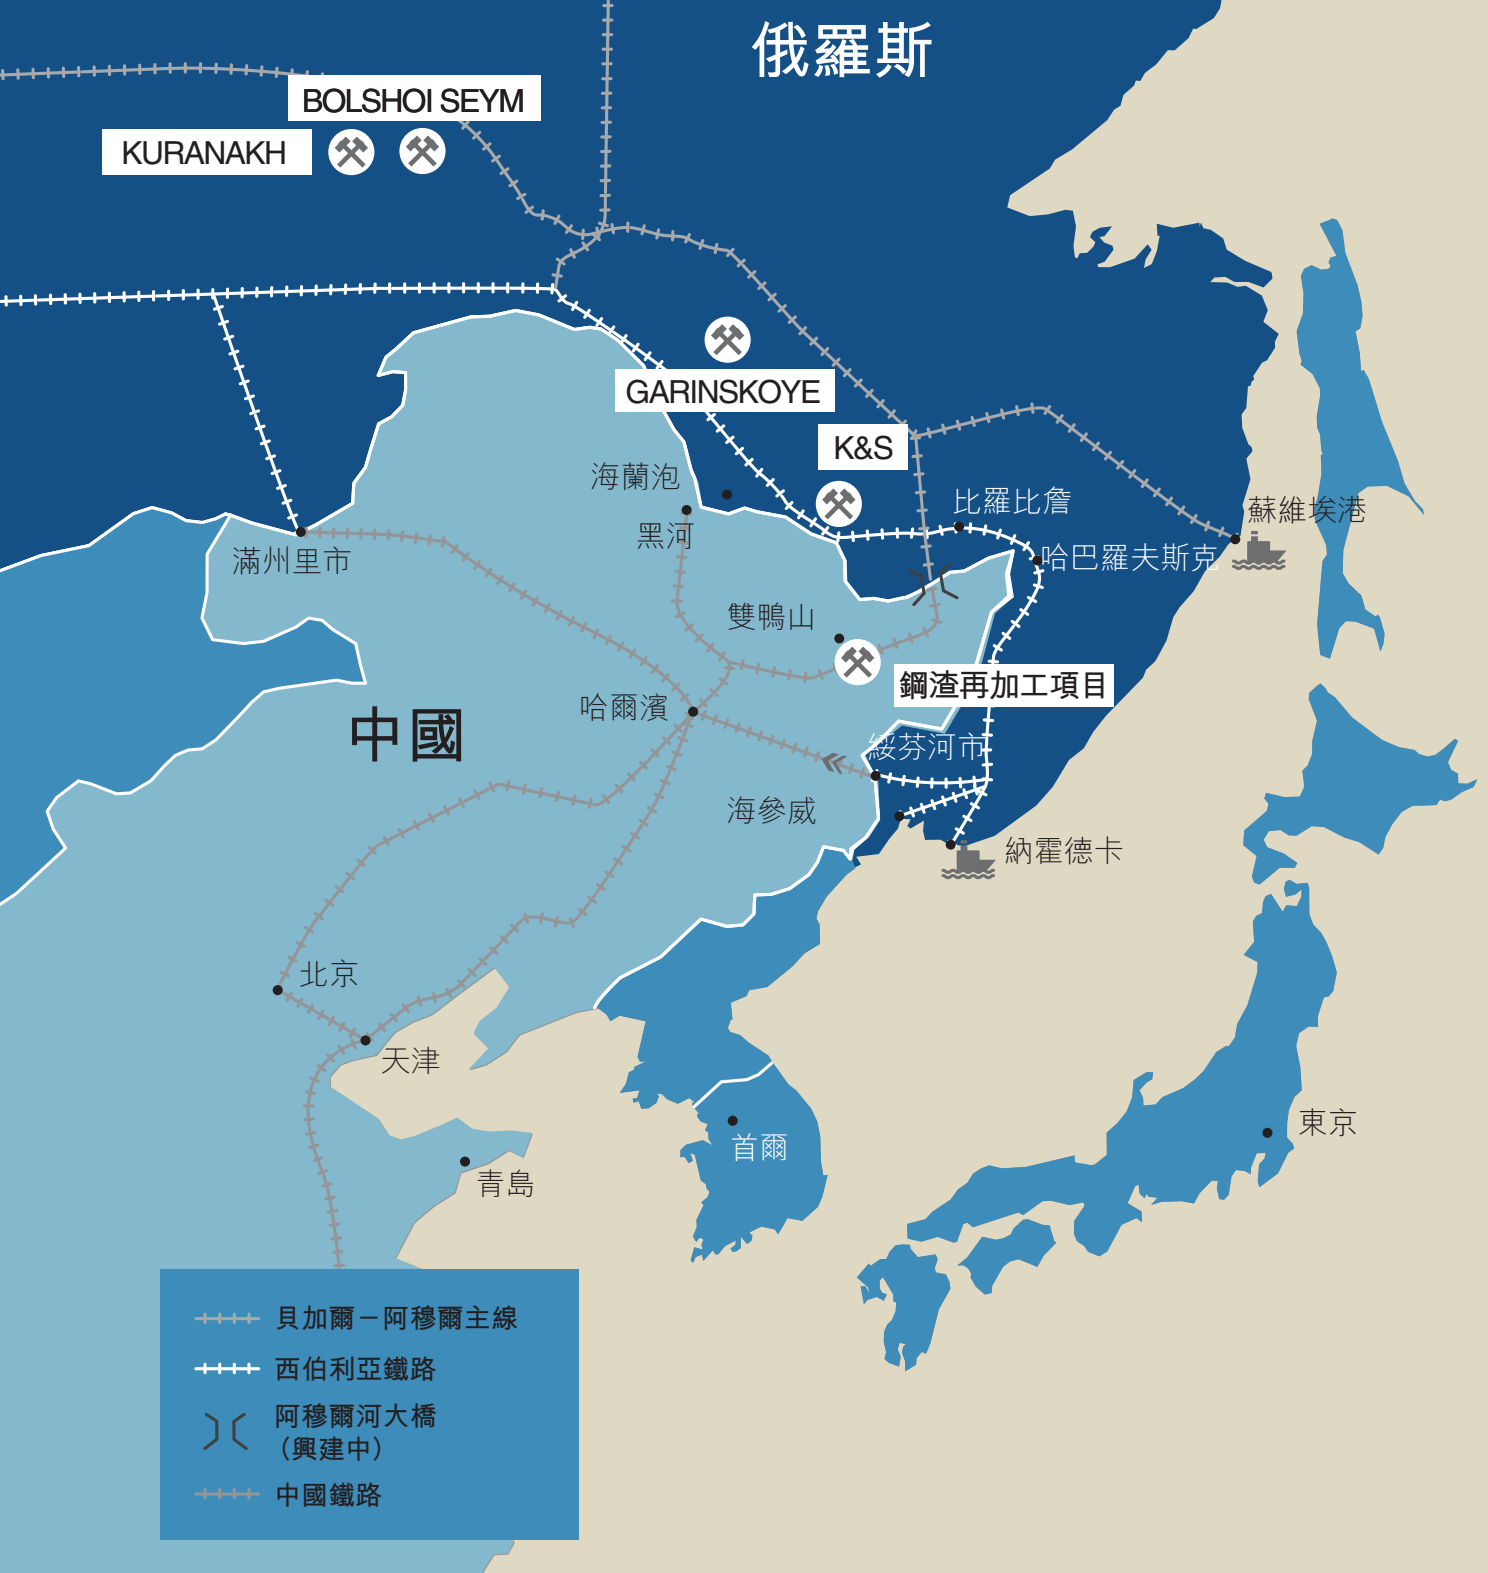 俄羅斯
BOLSHOI SEYM
KURANAKH
GARINSKOYE
K&S
海蘭泡
比羅比詹
蘇維埃港
黑河
滿州里市
哈巴羅夫斯克
雙鴨山
鋼渣再加工項目
哈爾濱
中國
綏芬河市
海參威
納霍德卡
北京
天津
東京
首爾
青島
貝加爾－阿穆爾主線
西伯利亞鐵路
阿穆爾河大橋
（興建中）
中國鐵路